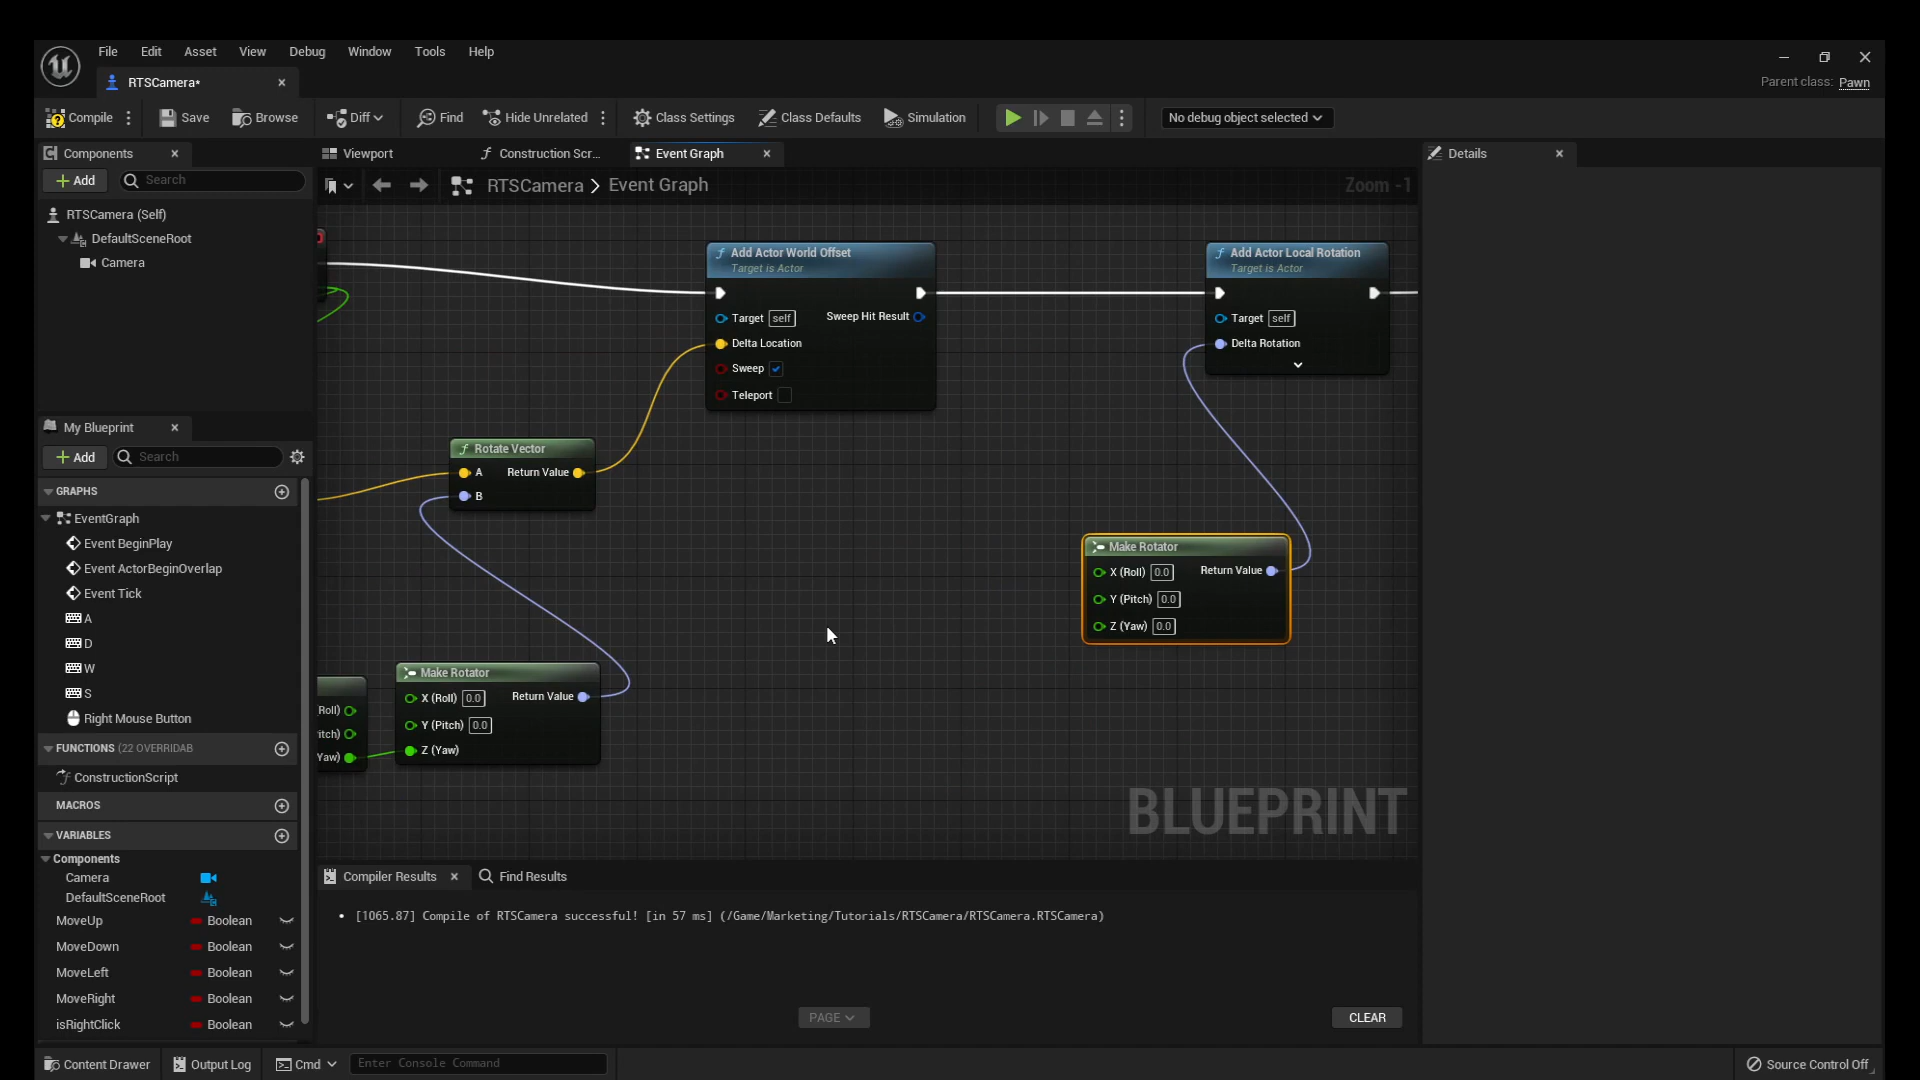 File Edit Asset View Debug Window Tools Help
RTSCamera*
Parent class: Pawn
Compile Save Browse Diff Find Hide Unrelated Class Settings Class Defaults Simulation No debug object selected
Components Viewport Construction Scr... Event Graph Details
Add Search RTSCamera > Event Graph Zoom -1
RTSCamera (Self)
DefaultSceneRoot
Camera
Add Actor World Offset
Target is Actor
Target self Sweep Hit Result
Delta Location
Sweep
Teleport
Add Actor Local Rotation
Target is Actor
Target self
Delta Rotation
Rotate Vector
A Return Value
B
Make Rotator
X (Roll) 0.0 Return Value
Y (Pitch) 0.0
Z (Yaw) 0.0
Make Rotator
X (Roll) 0.0 Return Value
Y (Pitch) 0.0
Z (Yaw)
Roll)
itch)
Yaw)
BLUEPRINT
My Blueprint
Add Search
GRAPHS
EventGraph
Event BeginPlay
Event ActorBeginOverlap
Event Tick
A
D
W
S
Right Mouse Button
FUNCTIONS (22 OVERRIDAB
ConstructionScript
MACROS
VARIABLES
Components
Camera
DefaultSceneRoot
MoveUp Boolean
MoveDown Boolean
MoveLeft Boolean
MoveRight Boolean
isRightClick Boolean
Compiler Results Find Results
• [1065.87] Compile of RTSCamera successful! [in 57 ms] (/Game/Marketing/Tutorials/RTSCamera/RTSCamera.RTSCamera)
PAGE CLEAR
Content Drawer Output Log Cmd Enter Console Command Source Control Off